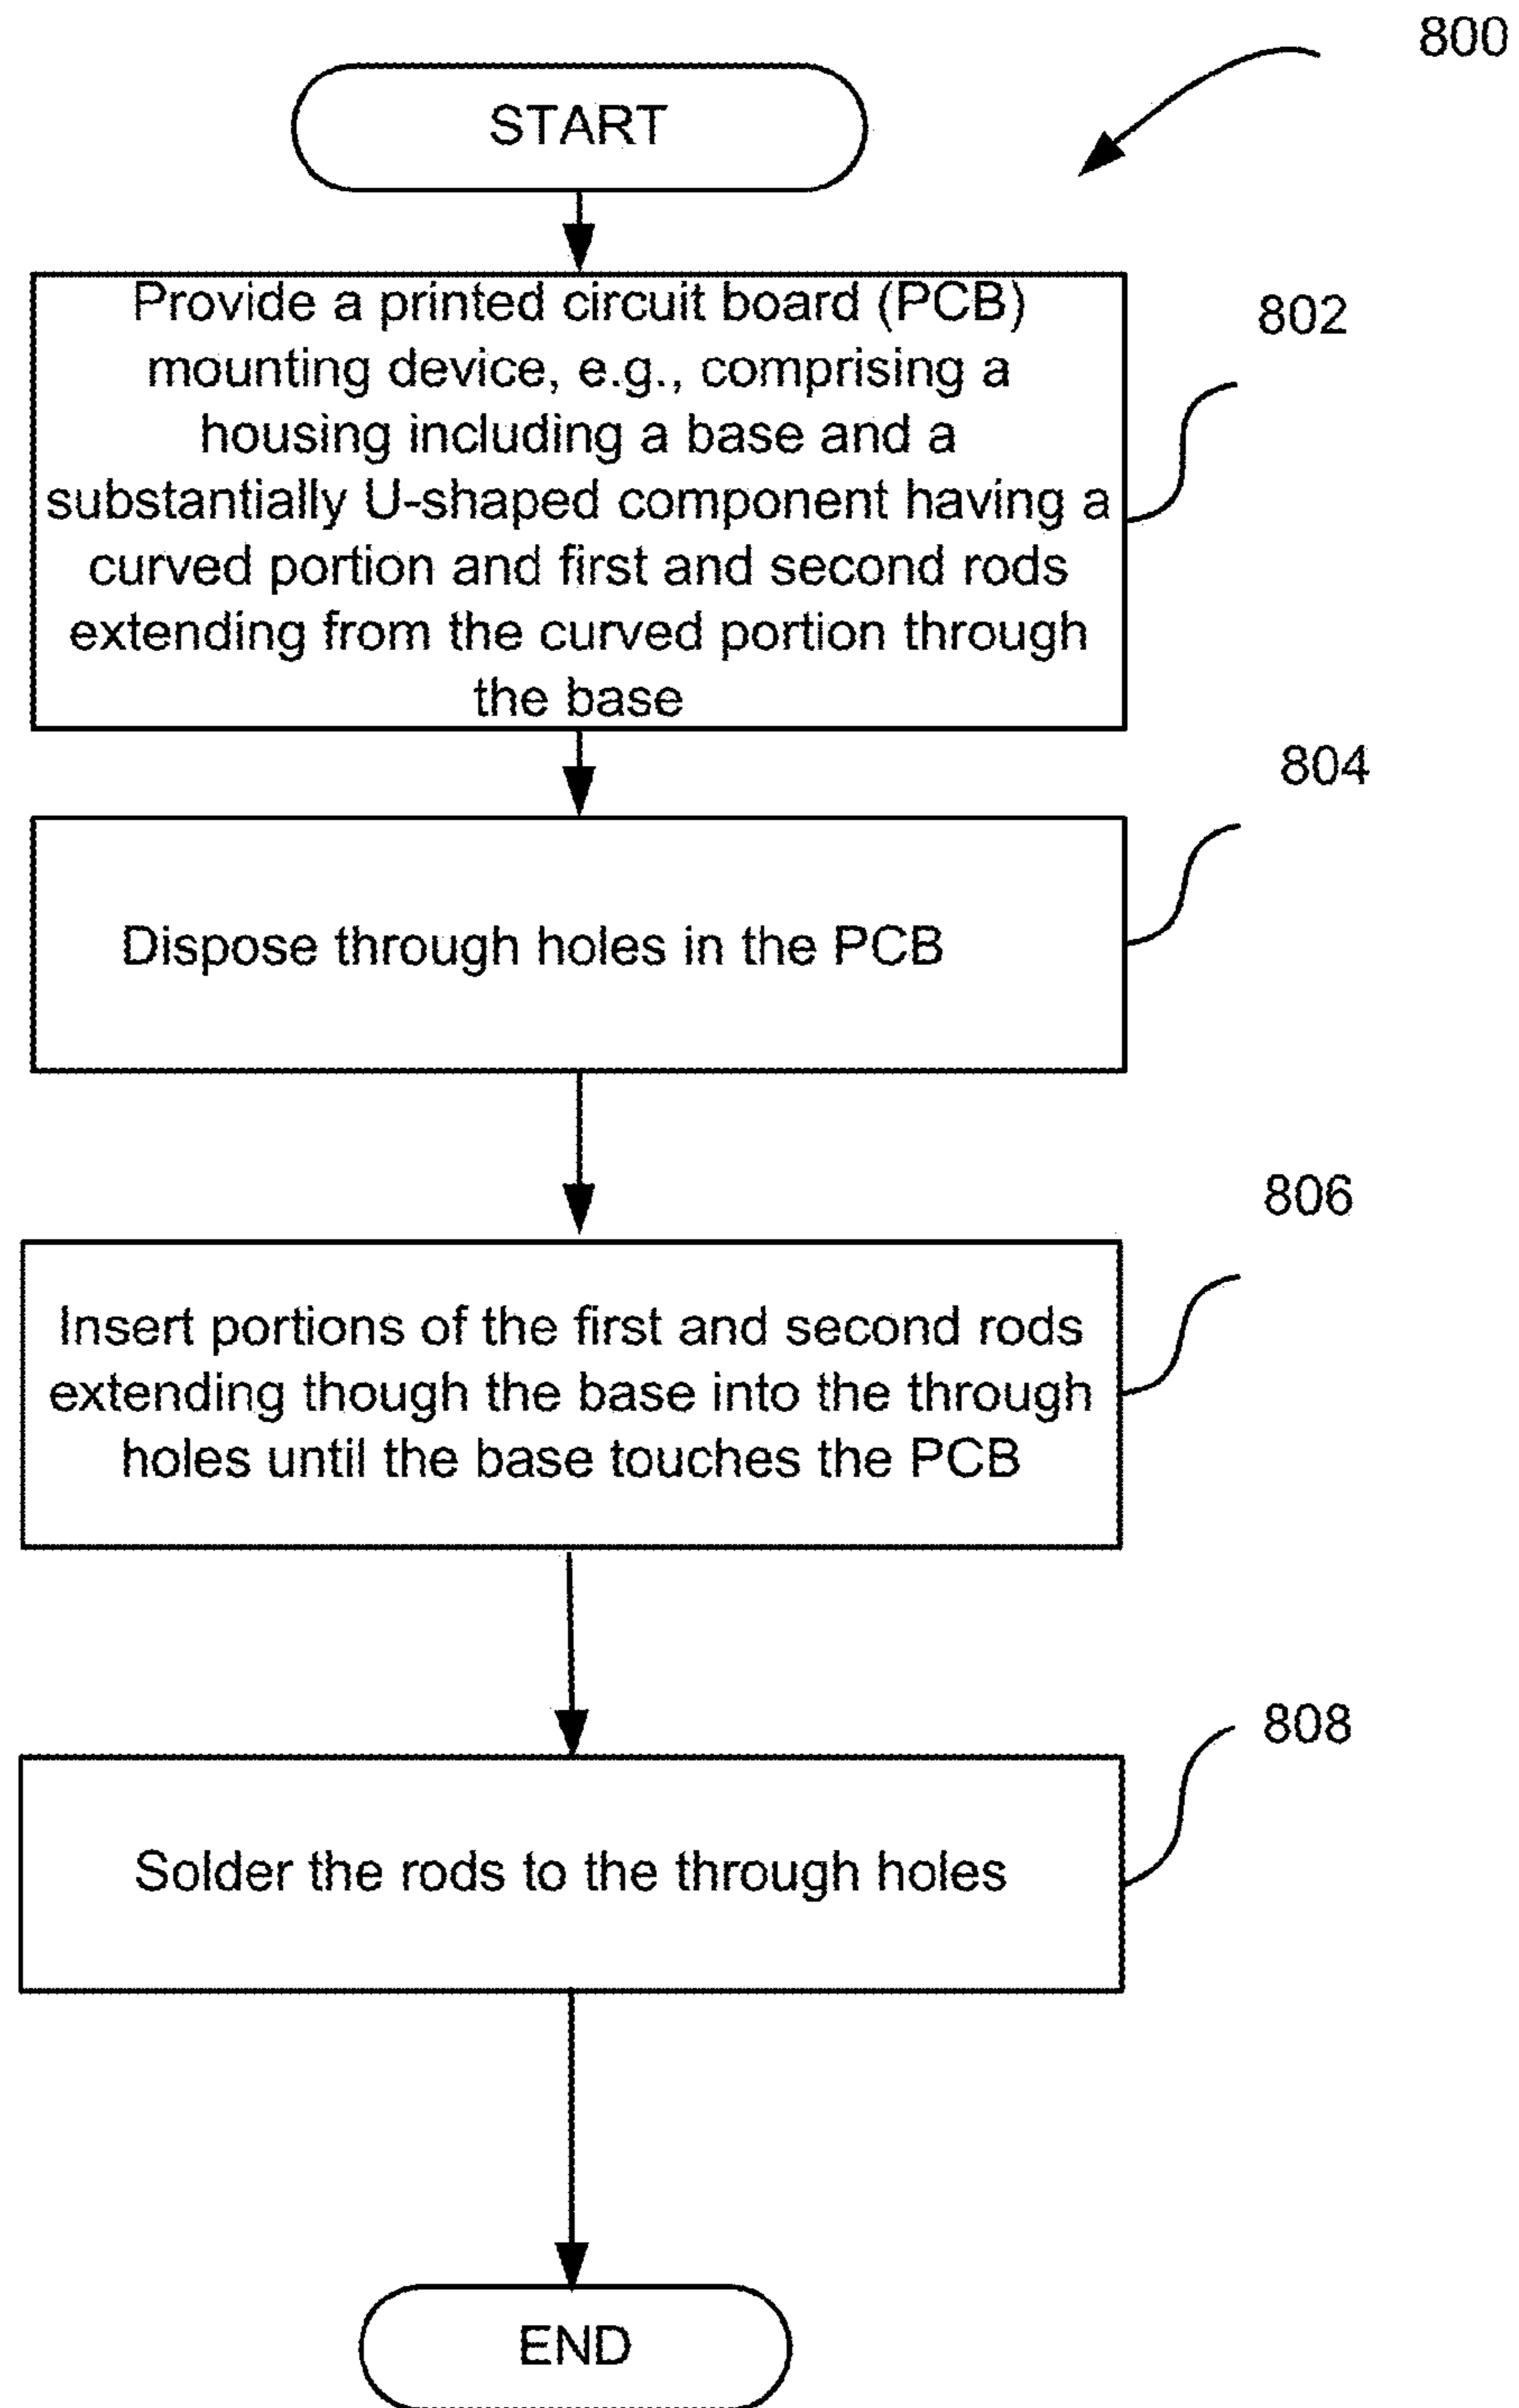 800
START
Provide a printed circuit board (PCB)
mounting device, e.g., comprising a
housing including a base and a
substantially U-shaped component having a
curved portion and first and second rods
extending from the curved portion through
the base
802
804
Dispose through holes in the PCB
806
Insert portions of the first and second rods
extending though the base into the through
holes until the base touches the PCB
808
Solder the rods to the through holes
END